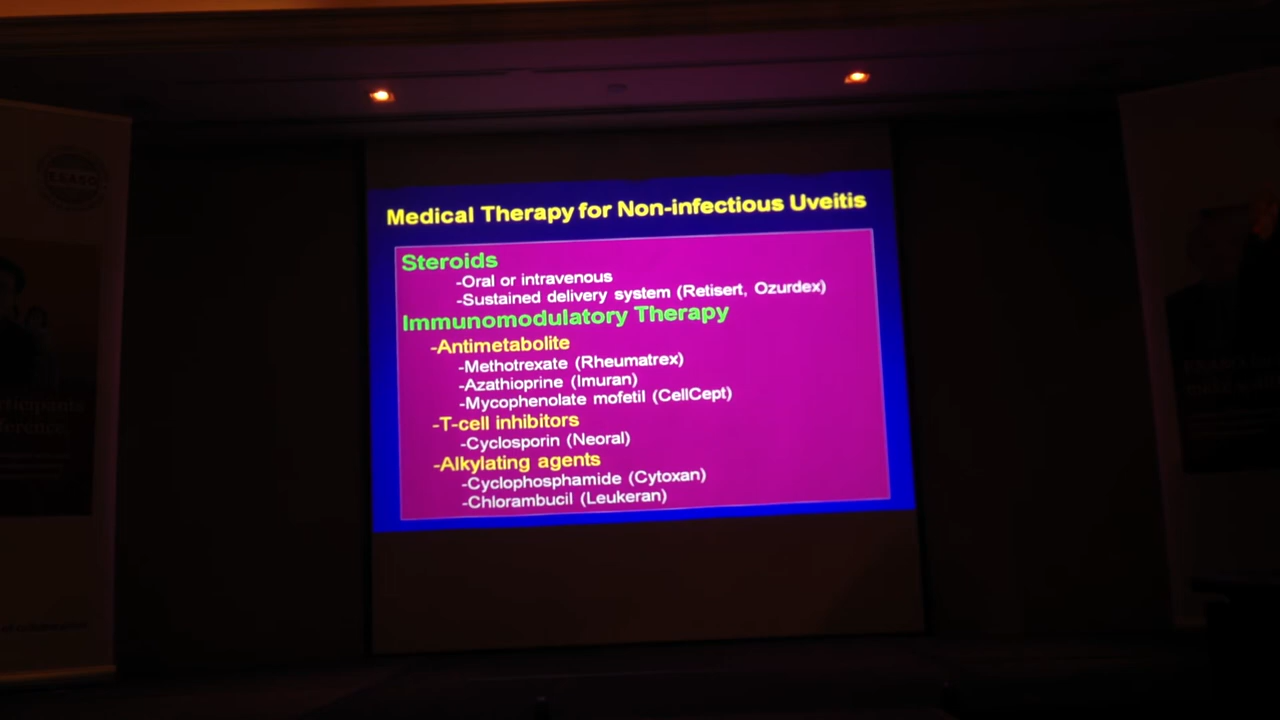 ESASO
Medical Therapy for Non-infectious Uveitis
Steroids
-Oral or intravenous
-Sustained delivery system (Retisert, Ozurdex)
Immunomodulatory Therapy
-Antimetabolite
-Methotrexate (Rheumatrex)
-Azathioprine (Imuran)
-Mycophenolate mofetil (CellCept)
-T-cell inhibitors
-Cyclosporin (Neoral)
-Alkylating agents
-Cyclophosphamide (Cytoxan)
-Chlorambucil (Leukeran)